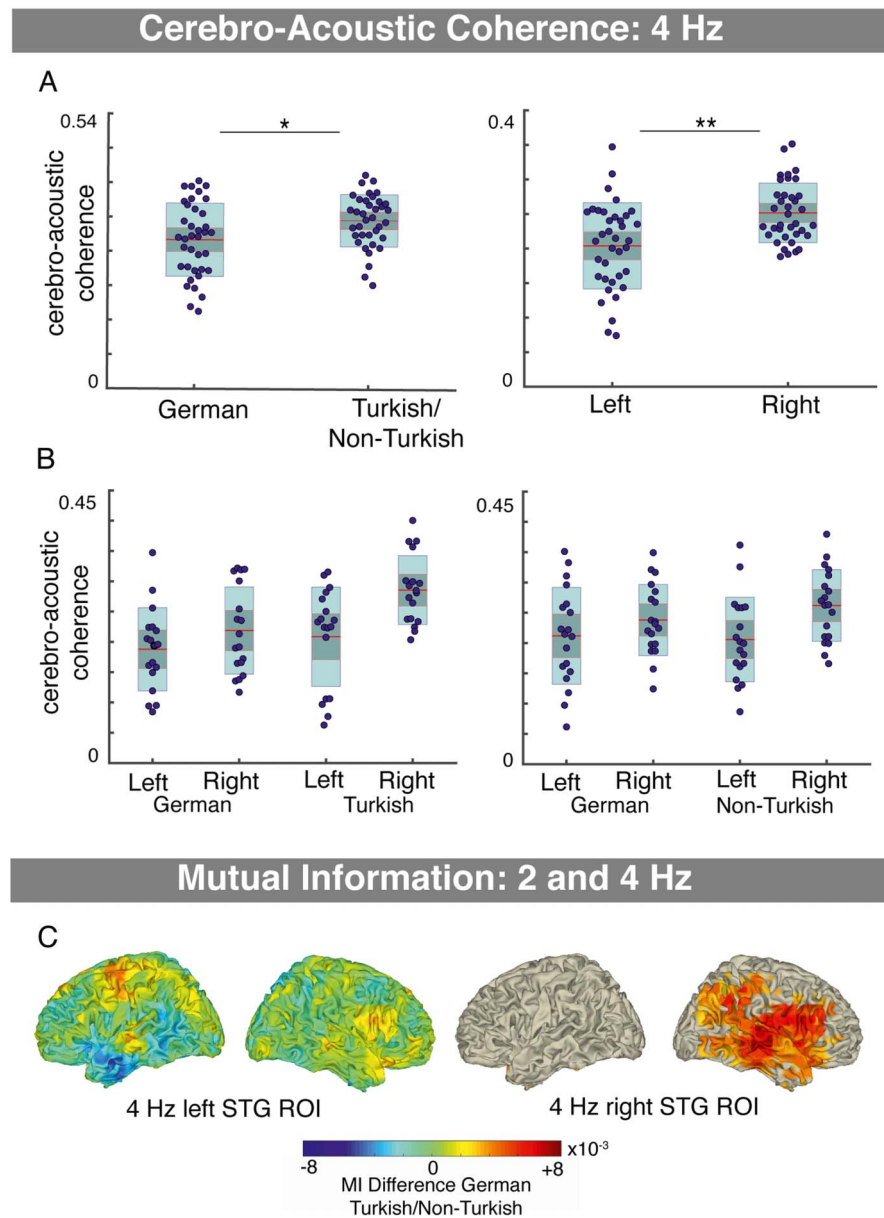 Cerebro-Acoustic Coherence: 4 Hz
A
0.54
*
cerebro-acoustic
coherence
0
German
Turkish/
Non-Turkish
0.4
**
0
Left
Right
B
0.45
cerebro-acoustic
coherence
0
Left
Right
Left
Right
German
Turkish
0.45
0
Left
Right
Left
Right
German
Non-Turkish
Mutual Information: 2 and 4 Hz
C
4 Hz left STG ROI
4 Hz right STG ROI
x10⁻³
-8
0
+8
MI Difference German
Turkish/Non-Turkish